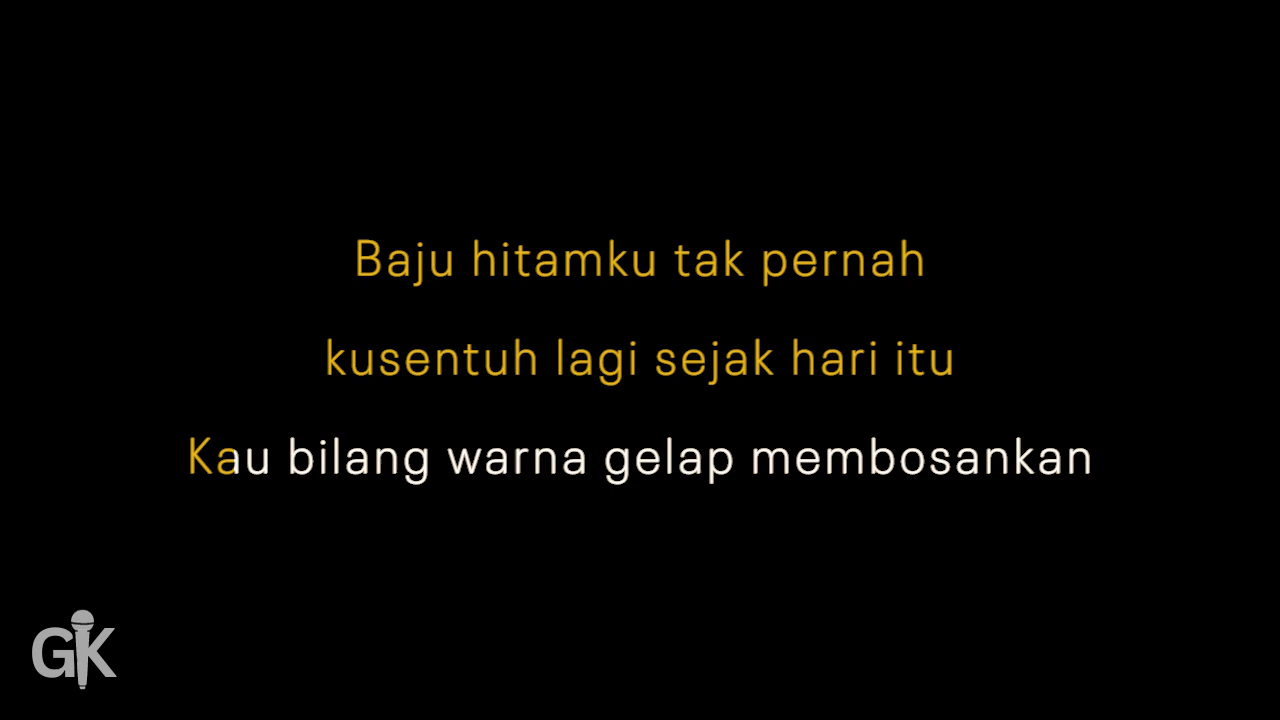 Baju hitamku tak pernah
kusentuh lagi sejak hari itu
Kau bilang warna gelap membosankan
GK